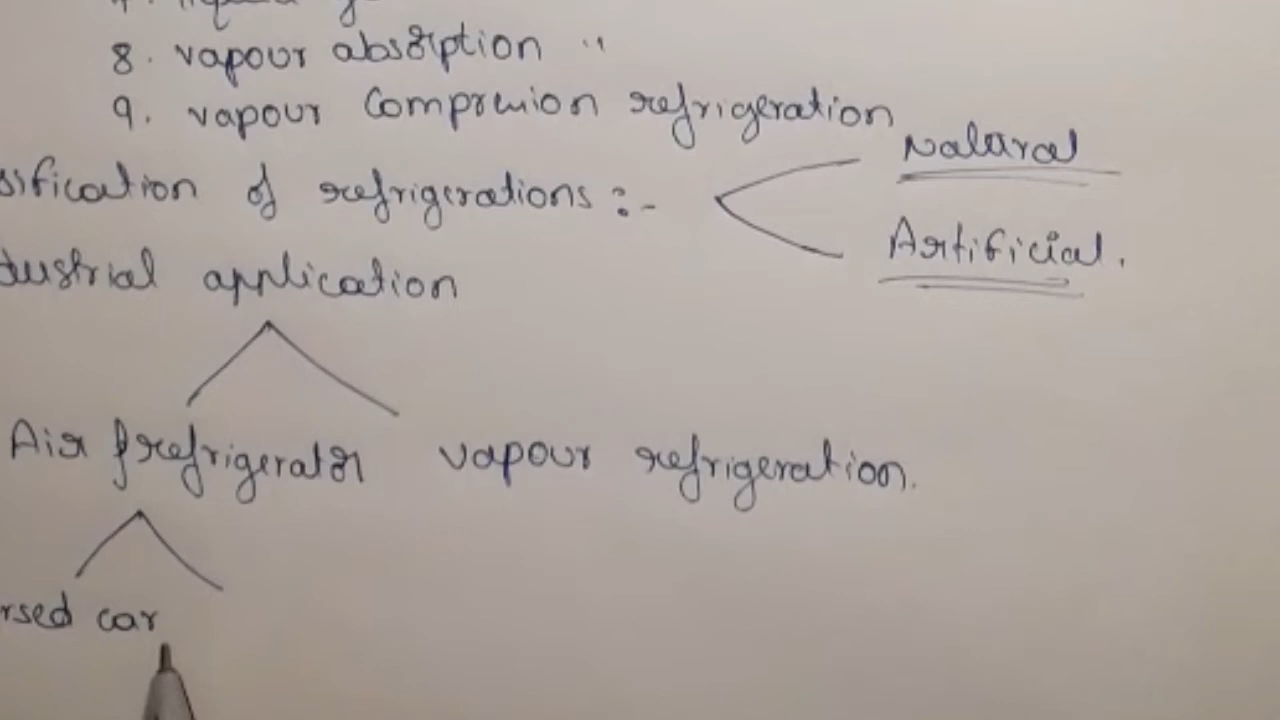 8. vapour absorption "
9. vapour Compression refrigeration
sification of refrigerations :-
Natural
Artificial.
dustrial application
Air refrigerator vapour refrigeration.
rsed car